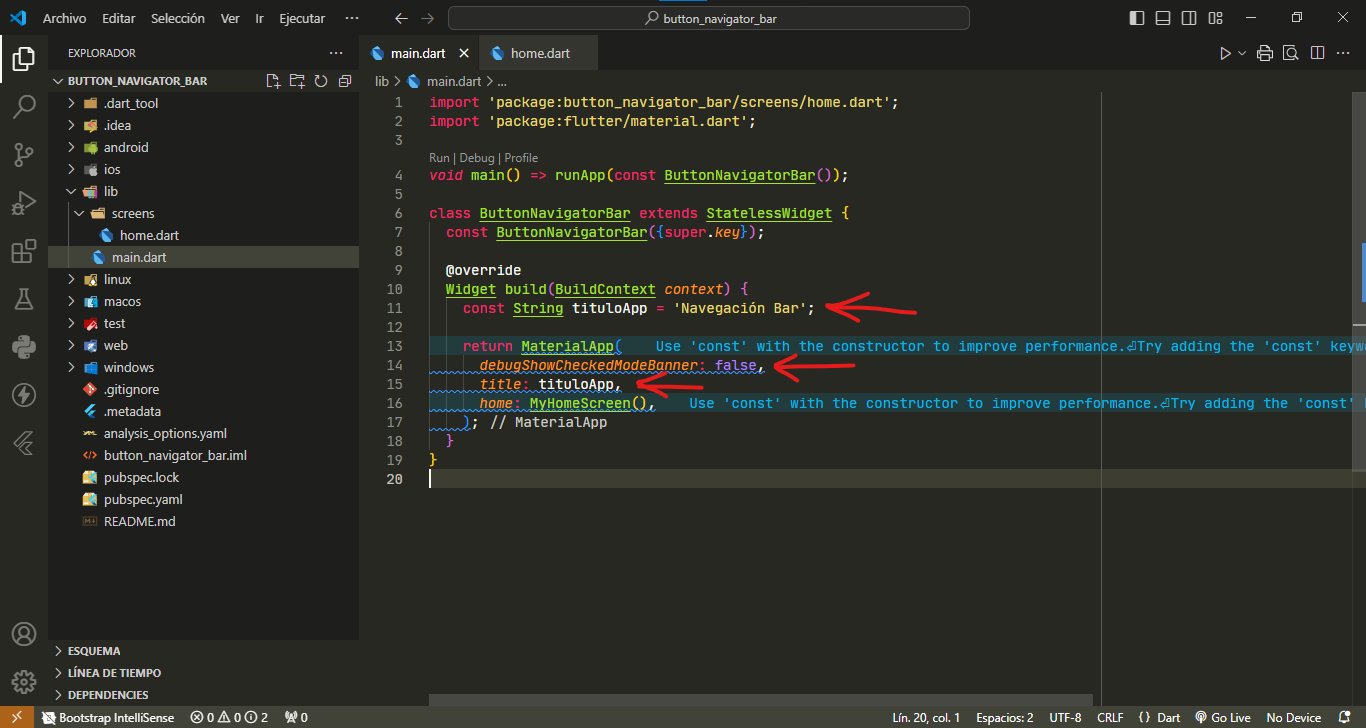 Archivo Editar Selección Ver Ir Ejecutar ··· button_navigator_bar
EXPLORADOR ···
BUTTON_NAVIGATOR_BAR
.dart_tool
.idea
android
ios
lib
screens
home.dart
main.dart
linux
macos
test
web
windows
.gitignore
.metadata
analysis_options.yaml
button_navigator_bar.iml
pubspec.lock
pubspec.yaml
README.md
ESQUEMA
LÍNEA DE TIEMPO
DEPENDENCIES
main.dart home.dart
lib > main.dart > ...
1 import 'package:button_navigator_bar/screens/home.dart';
2 import 'package:flutter/material.dart';
3
Run | Debug | Profile
4 void main() => runApp(const ButtonNavigatorBar());
5
6 class ButtonNavigatorBar extends StatelessWidget {
7 const ButtonNavigatorBar({super.key});
8
9 @override
10 Widget build(BuildContext context) {
11 const String tituloApp = 'Navegación Bar';
12
13 return MaterialApp( Use 'const' with the constructor to improve performance.⏎Try adding the 'const' keyw
14 debugShowCheckedModeBanner: false,
15 title: tituloApp,
16 home: MyHomeScreen(), Use 'const' with the constructor to improve performance.⏎Try adding the 'const'
17 ); // MaterialApp
18 }
19 }
20
Bootstrap IntelliSense 0 0 2 0 Lín. 20, col. 1 Espacios: 2 UTF-8 CRLF {} Dart Go Live No Device